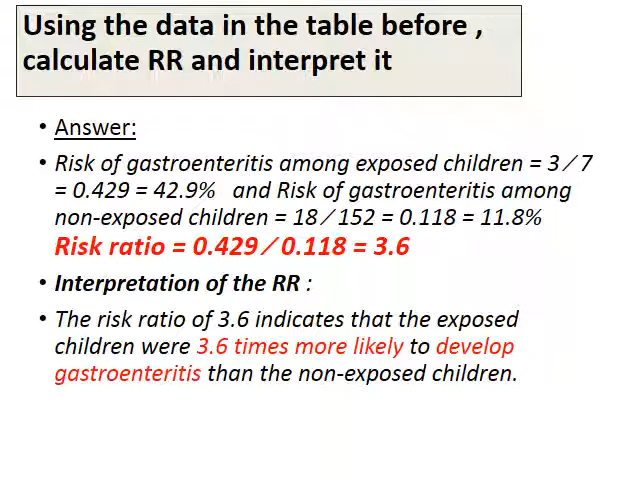 Using the data in the table before ,
calculate RR and interpret it
• Answer:
• Risk of gastroenteritis among exposed children = 3 ∕ 7
= 0.429 = 42.9%   and Risk of gastroenteritis among
non-exposed children = 18 ∕ 152 = 0.118 = 11.8%
Risk ratio = 0.429 ∕ 0.118 = 3.6
• Interpretation of the RR :
• The risk ratio of 3.6 indicates that the exposed
children were 3.6 times more likely to develop
gastroenteritis than the non-exposed children.